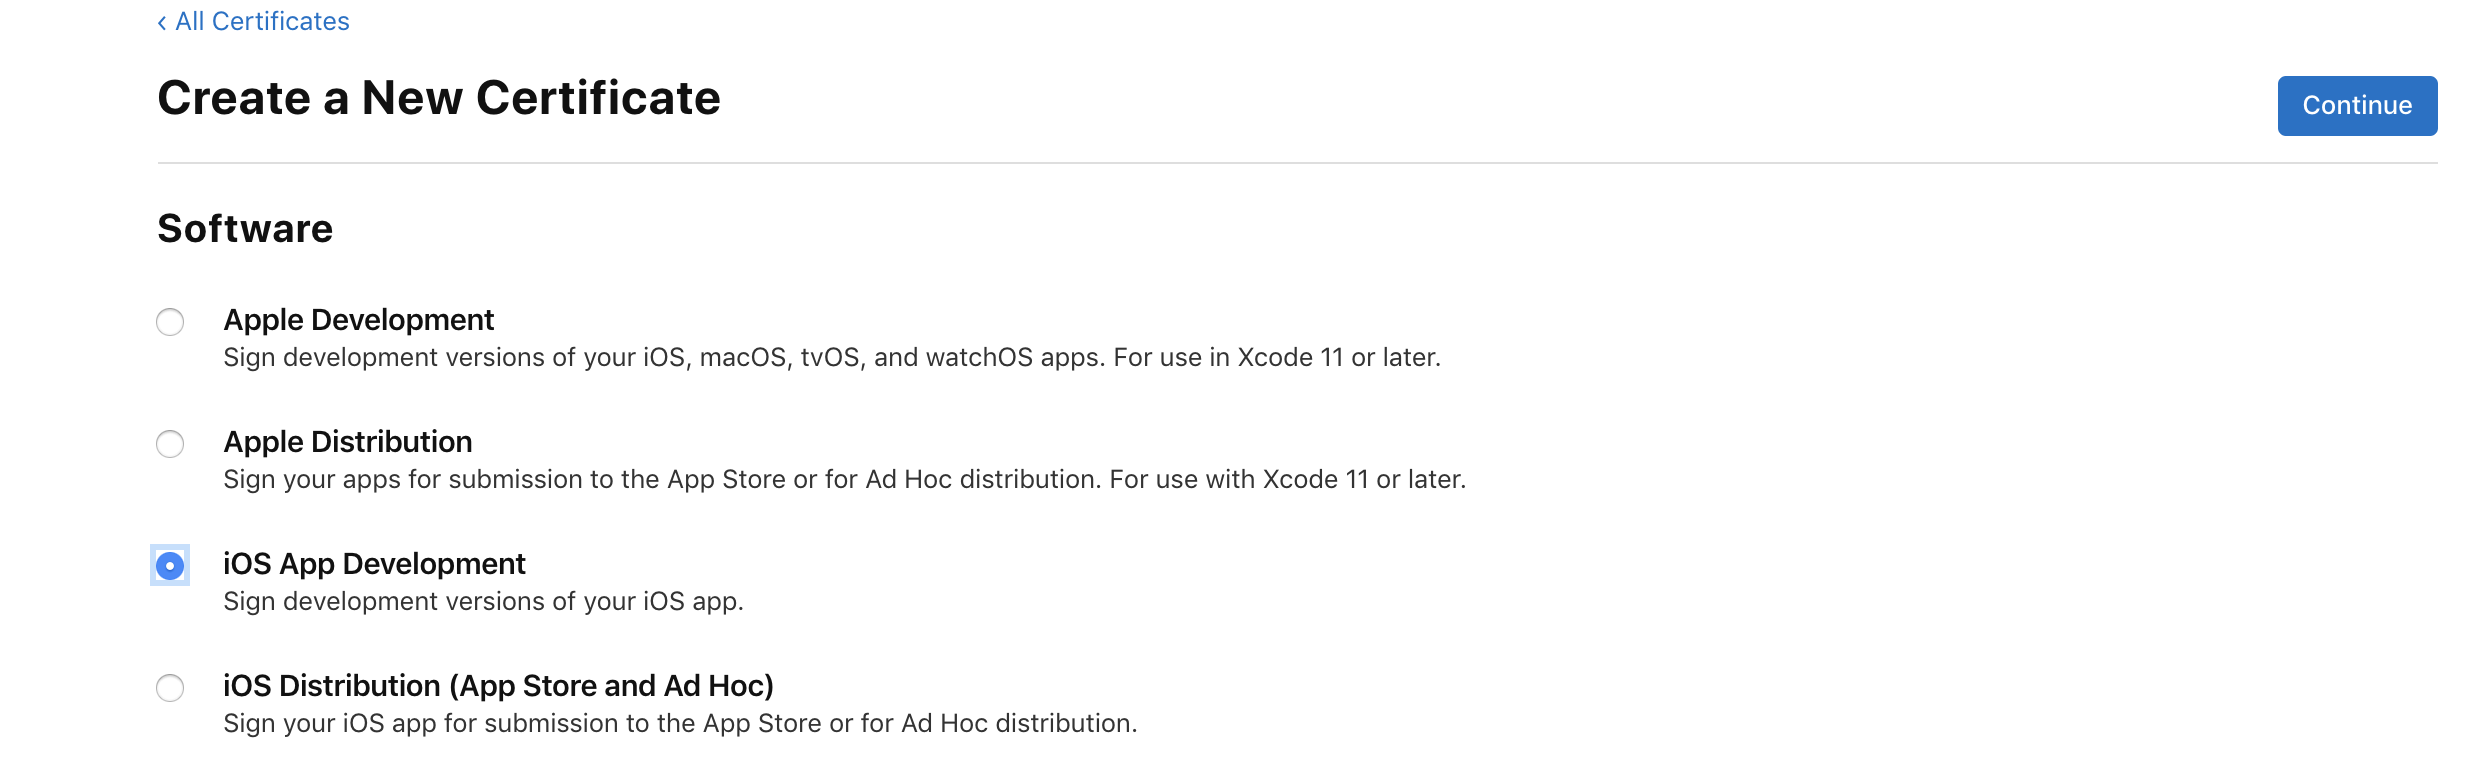 ‹ All Certificates
Create a New Certificate
Continue
Software
Apple Development
Sign development versions of your iOS, macOS, tvOS, and watchOS apps. For use in Xcode 11 or later.
Apple Distribution
Sign your apps for submission to the App Store or for Ad Hoc distribution. For use with Xcode 11 or later.
iOS App Development
Sign development versions of your iOS app.
iOS Distribution (App Store and Ad Hoc)
Sign your iOS app for submission to the App Store or for Ad Hoc distribution.